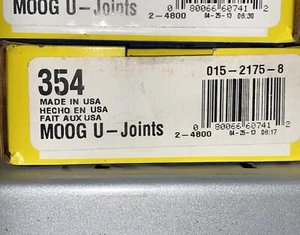 MOOG U-Joints
0 80066 60741 2
2-4800 04-25-13 06:30
354
015-2175-8
MADE IN USA
HECHO EN USA
FAIT AUX USA
MOOG U-Joints
0 80066 60741 2
2-4800 04-25-13 06:17